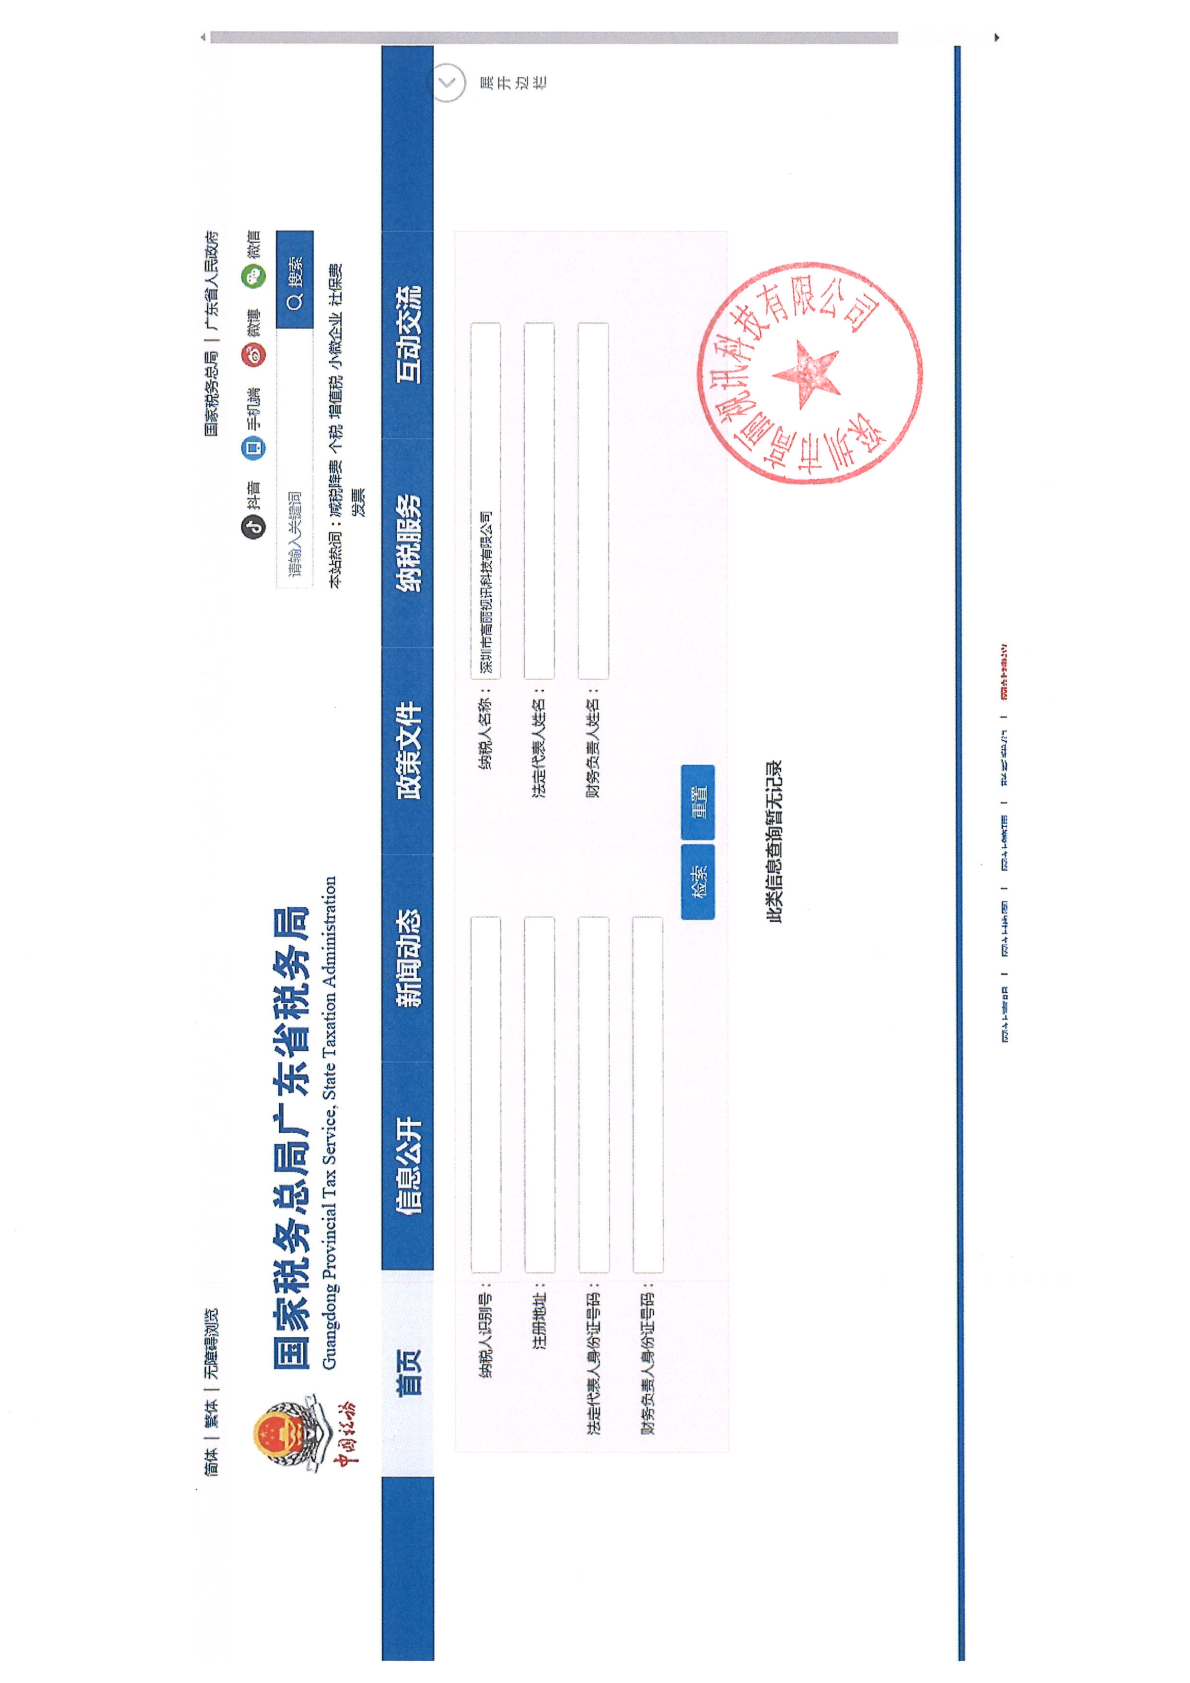 简体 | 繁体 | 无障碍浏览
国家税务总局 | 广东省人民政府
抖音 手机端 微博 微信
中国税务
国家税务总局广东省税务局
Guangdong Provincial Tax Service, State Taxation Administration
请输入关键词 搜索
本站热词：减税降费 个税 增值税 小微企业 社保费
发票
首页 信息公开 新闻动态 政策文件 纳税服务 互动交流
展开边栏
纳税人识别号： 纳税人名称： 深圳市高丽视讯科技有限公司
注册地址： 法定代表人姓名：
法定代表人身份证号码： 财务负责人姓名：
财务负责人身份证号码：
检索 重置
此类信息查询暂无记录
深圳市高丽视讯科技有限公司